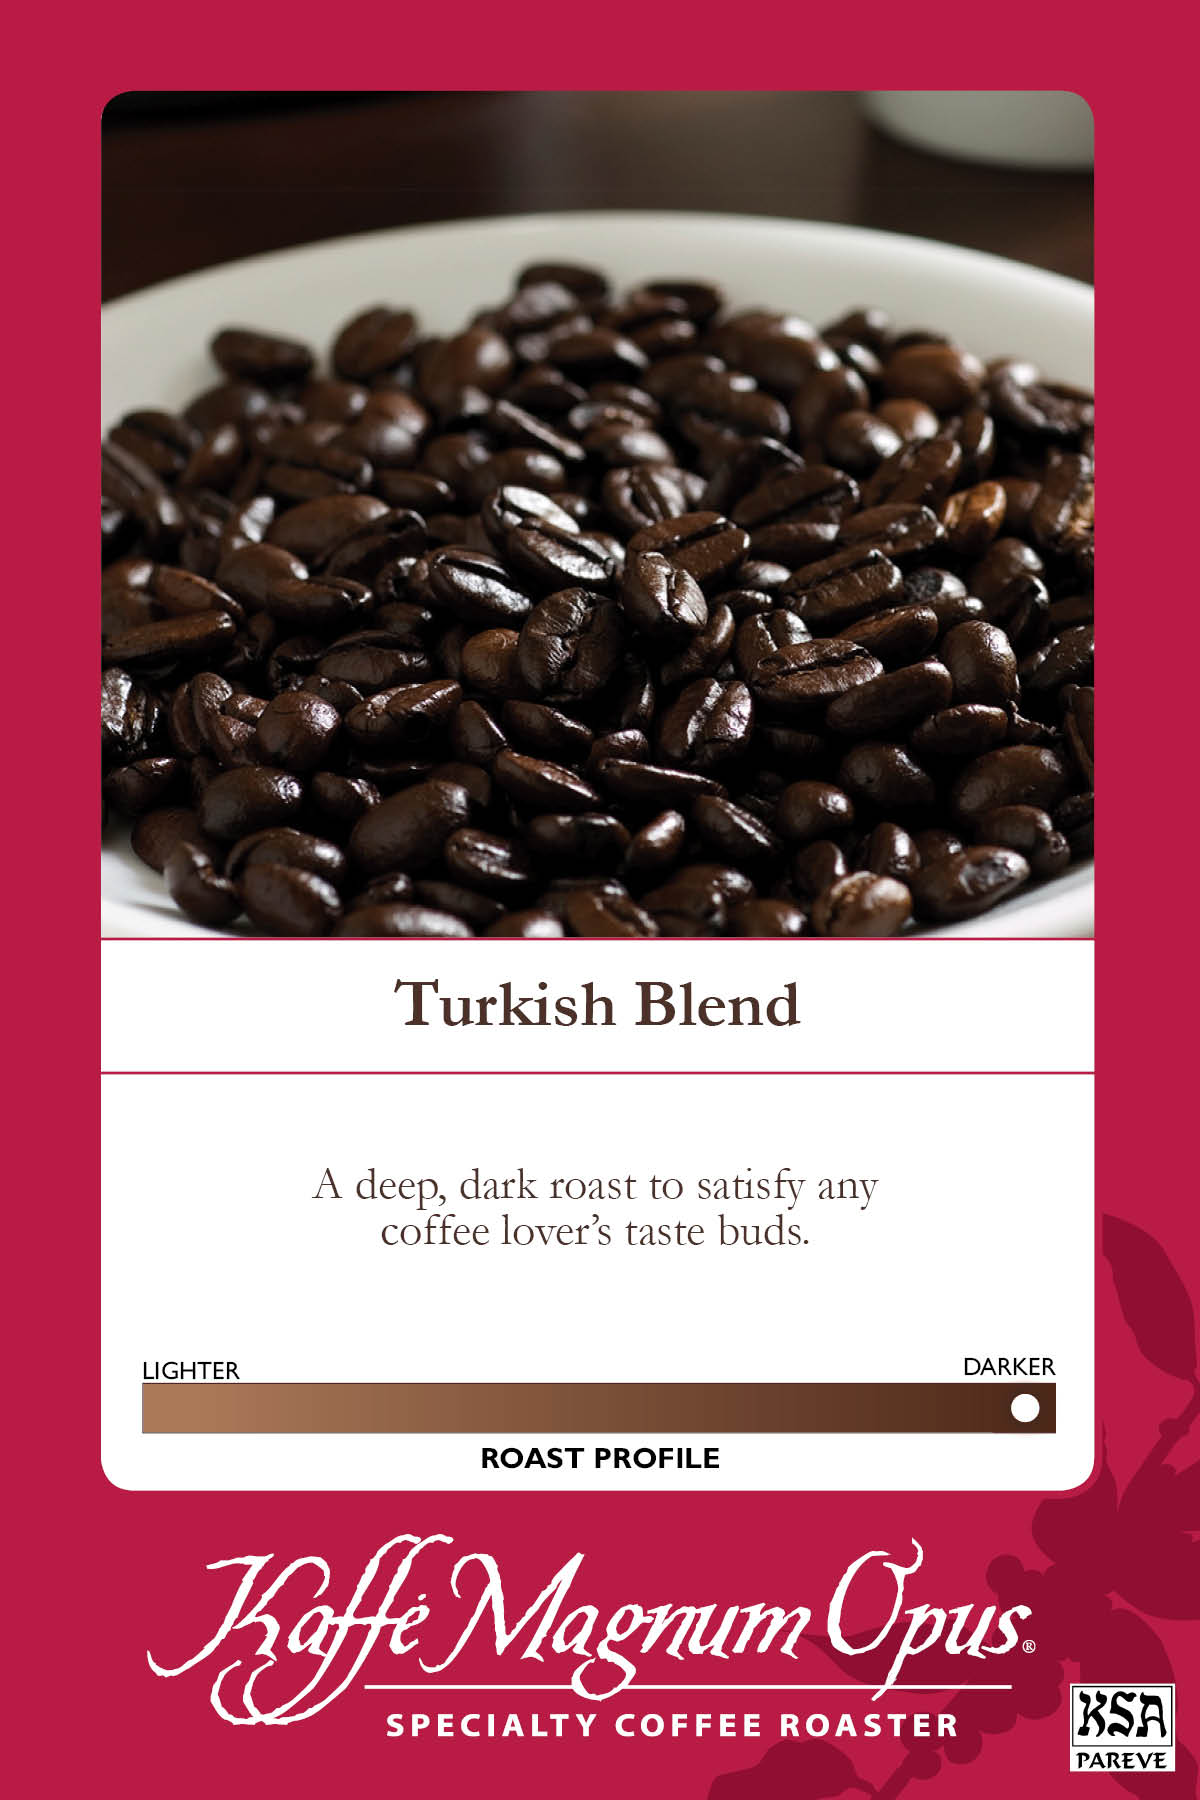 Turkish Blend
A deep, dark roast to satisfy any
coffee lover’s taste buds.
LIGHTER
DARKER
ROAST PROFILE
Kaffé Magnum Opus®
SPECIALTY COFFEE ROASTER
KSA
PAREVE